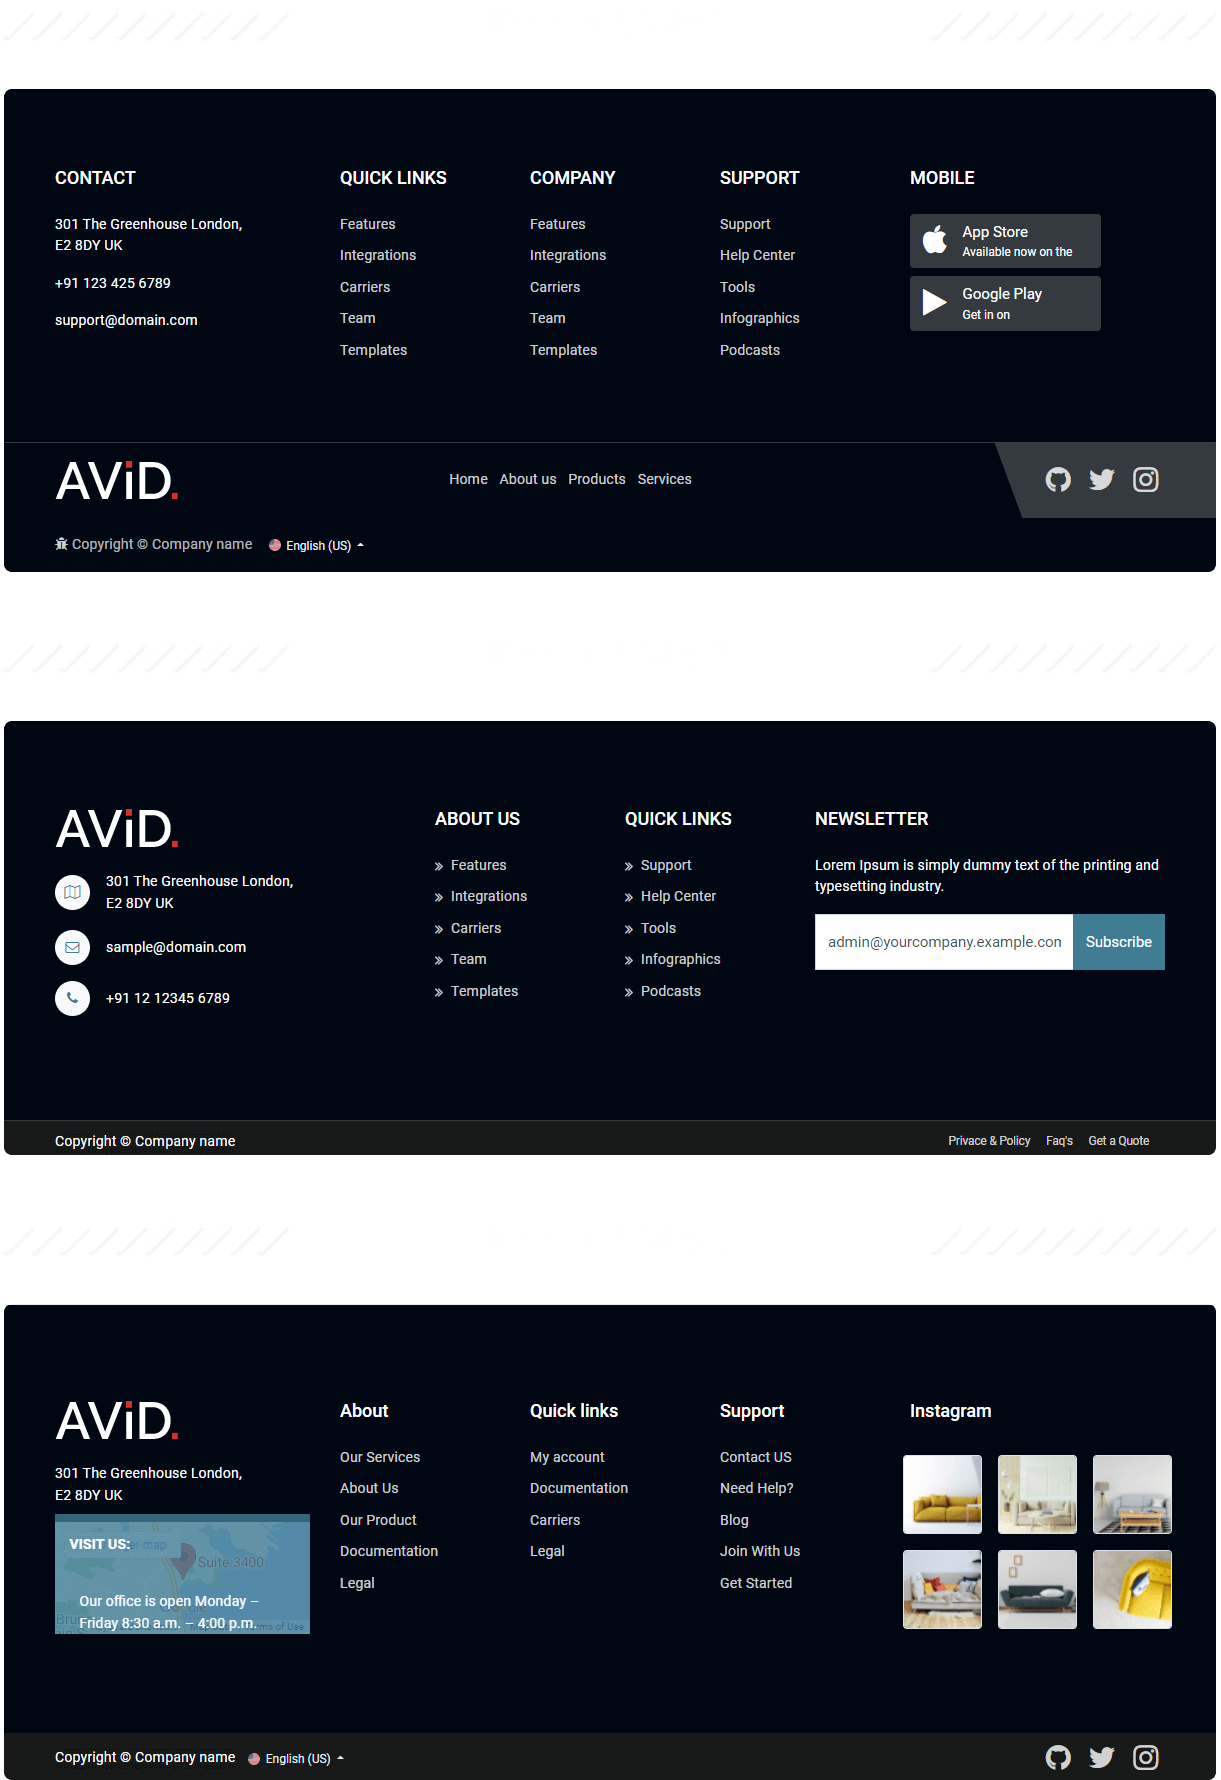 CONTACT
301 The Greenhouse London,
E2 8DY UK
+91 123 425 6789
support@domain.com
QUICK LINKS
Features
Integrations
Carriers
Team
Templates
COMPANY
Features
Integrations
Carriers
Team
Templates
SUPPORT
Support
Help Center
Tools
Infographics
Podcasts
MOBILE
App Store
Available now on the
Google Play
Get in on
AViD.
Home About us Products Services
Copyright © Company name English (US)
AViD.
301 The Greenhouse London,
E2 8DY UK
sample@domain.com
+91 12 12345 6789
ABOUT US
Features
Integrations
Carriers
Team
Templates
QUICK LINKS
Support
Help Center
Tools
Infographics
Podcasts
NEWSLETTER
Lorem Ipsum is simply dummy text of the printing and
typesetting industry.
admin@yourcompany.example.con
Subscribe
Copyright © Company name
Privace & Policy Faq's Get a Quote
AViD.
301 The Greenhouse London,
E2 8DY UK
VISIT US:
map
Suite 3400
Our office is open Monday –
Friday 8:30 a.m. – 4:00 p.m.
of Use
About
Our Services
About Us
Our Product
Documentation
Legal
Quick links
My account
Documentation
Carriers
Legal
Support
Contact US
Need Help?
Blog
Join With Us
Get Started
Instagram
Copyright © Company name English (US)